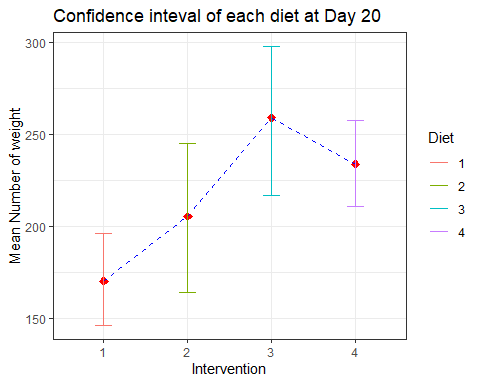 Confidence inteval of each diet at Day 20
Mean Number of weight
300
250
200
150
1 2 3 4
Intervention
Diet
1
2
3
4